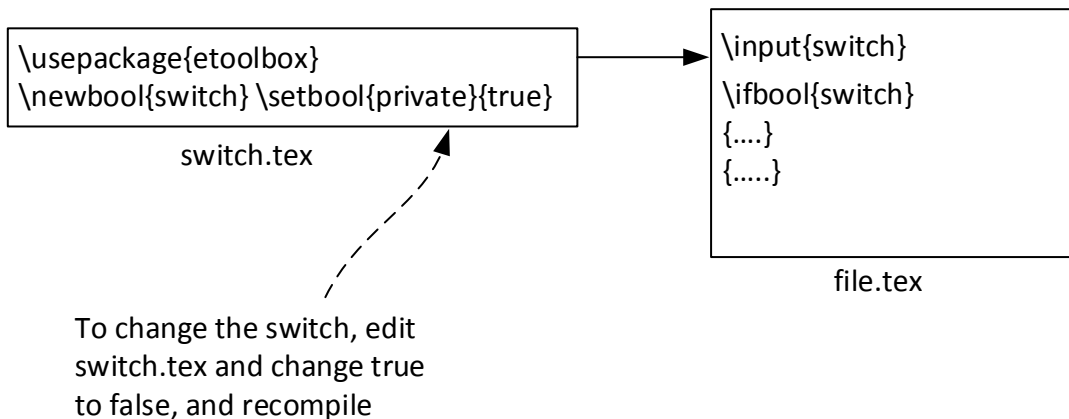 \usepackage{etoolbox}
\newbool{switch} \setbool{private}{true}
switch.tex
\input{switch}
\ifbool{switch}
{....}
{.....}
file.tex
To change the switch, edit
switch.tex and change true
to false, and recompile